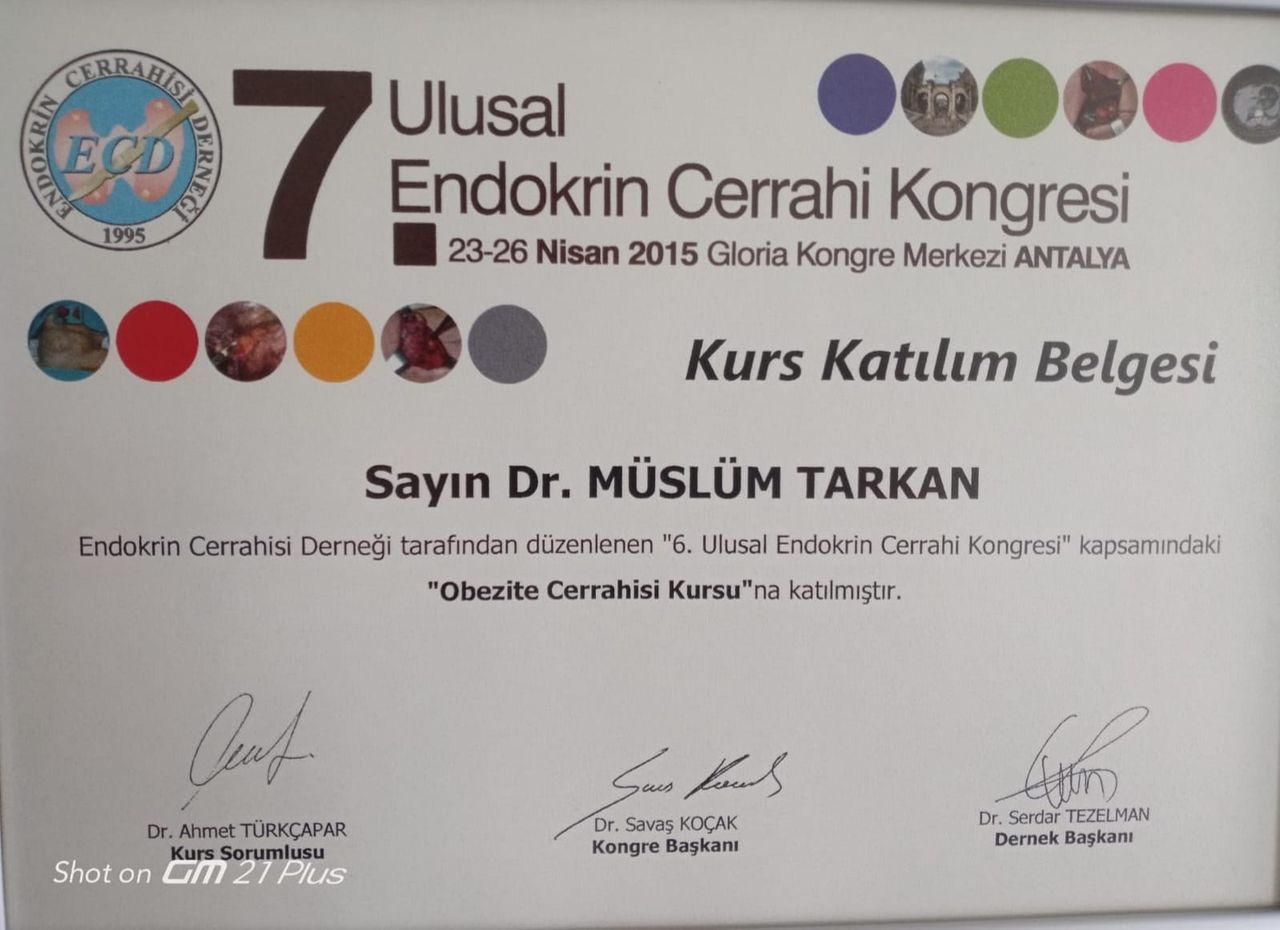 ENDOKRİN CERRAHİSİ DERNEĞİ
ECD
1995
7. Ulusal
Endokrin Cerrahi Kongresi
23-26 Nisan 2015 Gloria Kongre Merkezi ANTALYA
Kurs Katılım Belgesi
Sayın Dr. MÜSLÜM TARKAN
Endokrin Cerrahisi Derneği tarafından düzenlenen "6. Ulusal Endokrin Cerrahi Kongresi" kapsamındaki
"Obezite Cerrahisi Kursu"na katılmıştır.
Dr. Ahmet TÜRKÇAPAR
Kurs Sorumlusu
Dr. Savaş KOÇAK
Kongre Başkanı
Dr. Serdar TEZELMAN
Dernek Başkanı
Shot on GM 21 Plus